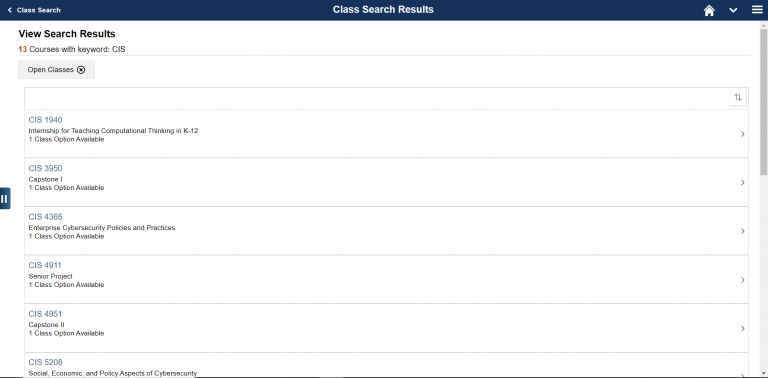 Class Search
Class Search Results
View Search Results
13 Courses with keyword: CIS
Open Classes
CIS 1940
Internship for Teaching Computational Thinking in K-12
1 Class Option Available
CIS 3950
Capstone I
1 Class Option Available
CIS 4365
Enterprise Cybersecurity Policies and Practices
1 Class Option Available
CIS 4911
Senior Project
1 Class Option Available
CIS 4951
Capstone II
1 Class Option Available
CIS 5208
Social, Economic, and Policy Aspects of Cybersecurity